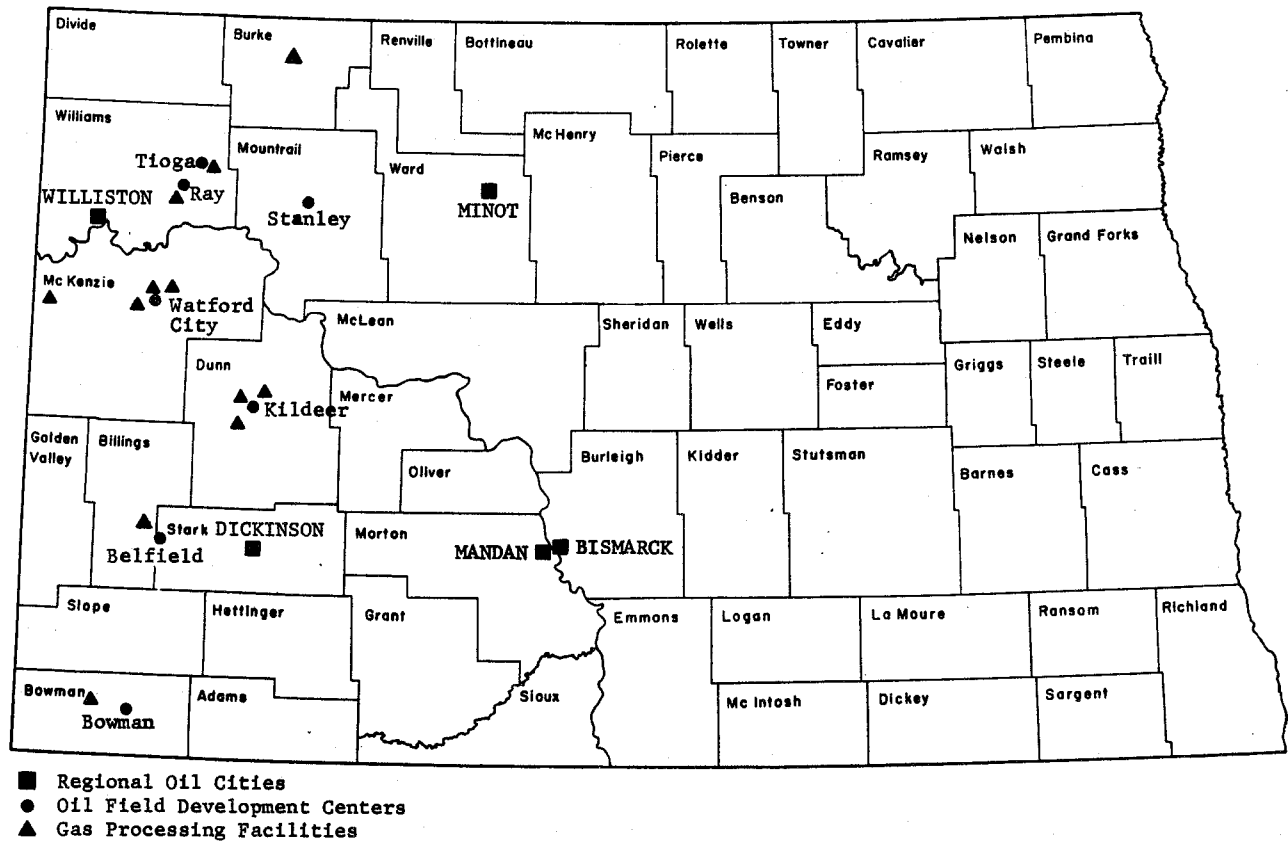 Divide
Burke
Renville
Bottineau
Rolette
Towner
Cavalier
Pembina
Williams
Mountrail
Ward
Mc Henry
Pierce
Ramsey
Walsh
Tioga
Ray
WILLISTON
Stanley
MINOT
Benson
Nelson
Grand Forks
Mc Kenzie
Watford
City
McLean
Sheridan
Wells
Eddy
Dunn
Foster
Griggs
Steele
Traill
Kildeer
Mercer
Golden
Valley
Billings
Oliver
Burleigh
Kidder
Stutsman
Barnes
Cass
Stark
DICKINSON
Belfield
Morton
MANDAN
BISMARCK
Slope
Hettinger
Grant
Emmons
Logan
La Moure
Ransom
Richland
Bowman
Bowman
Adams
Sioux
Mc Intosh
Dickey
Sargent
Regional Oil Cities
Oil Field Development Centers
Gas Processing Facilities